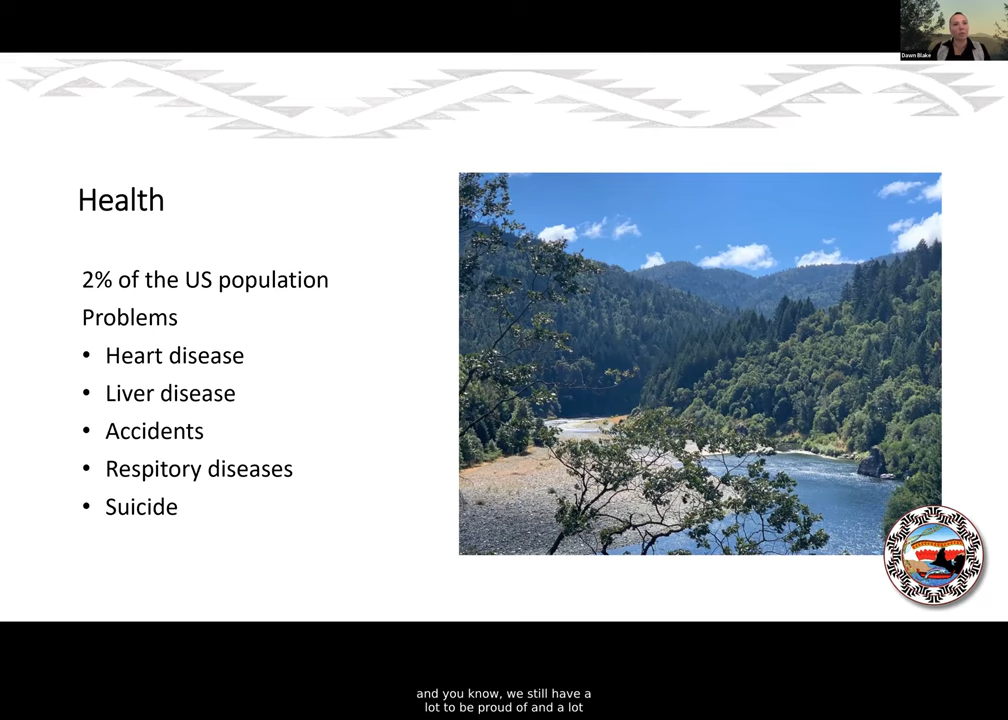 Dawn Blake
Health
2% of the US population
Problems
• Heart disease
• Liver disease
• Accidents
• Respitory diseases
• Suicide
and you know, we still have a
lot to be proud of and a lot